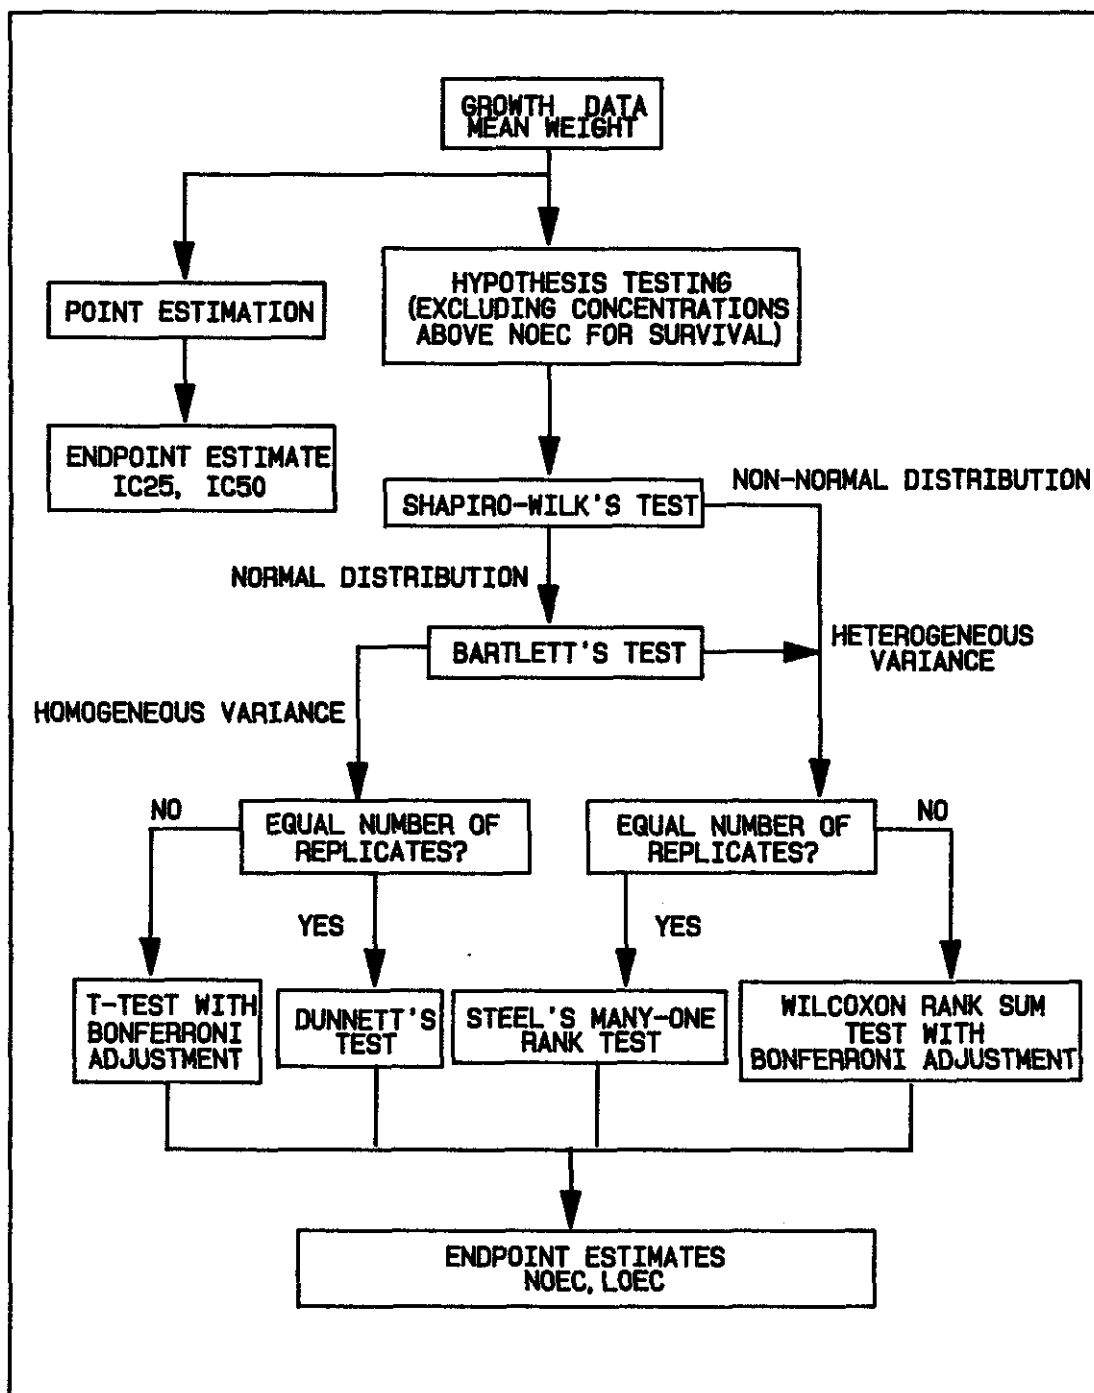 GROWTH DATA
MEAN WEIGHT
HYPOTHESIS TESTING
(EXCLUDING CONCENTRATIONS
ABOVE NOEC FOR SURVIVAL)
POINT ESTIMATION
ENDPOINT ESTIMATE
IC25, IC50
NON-NORMAL DISTRIBUTION
SHAPIRO-WILK'S TEST
NORMAL DISTRIBUTION
BARTLETT'S TEST
HETEROGENEOUS
VARIANCE
HOMOGENEOUS VARIANCE
NO
EQUAL NUMBER OF
REPLICATES?
EQUAL NUMBER OF
REPLICATES?
NO
YES
YES
T-TEST WITH
BONFERRONI
ADJUSTMENT
DUNNETT'S
TEST
STEEL'S MANY-ONE
RANK TEST
WILCOXON RANK SUM
TEST WITH
BONFERRONI ADJUSTMENT
ENDPOINT ESTIMATES
NOEC, LOEC